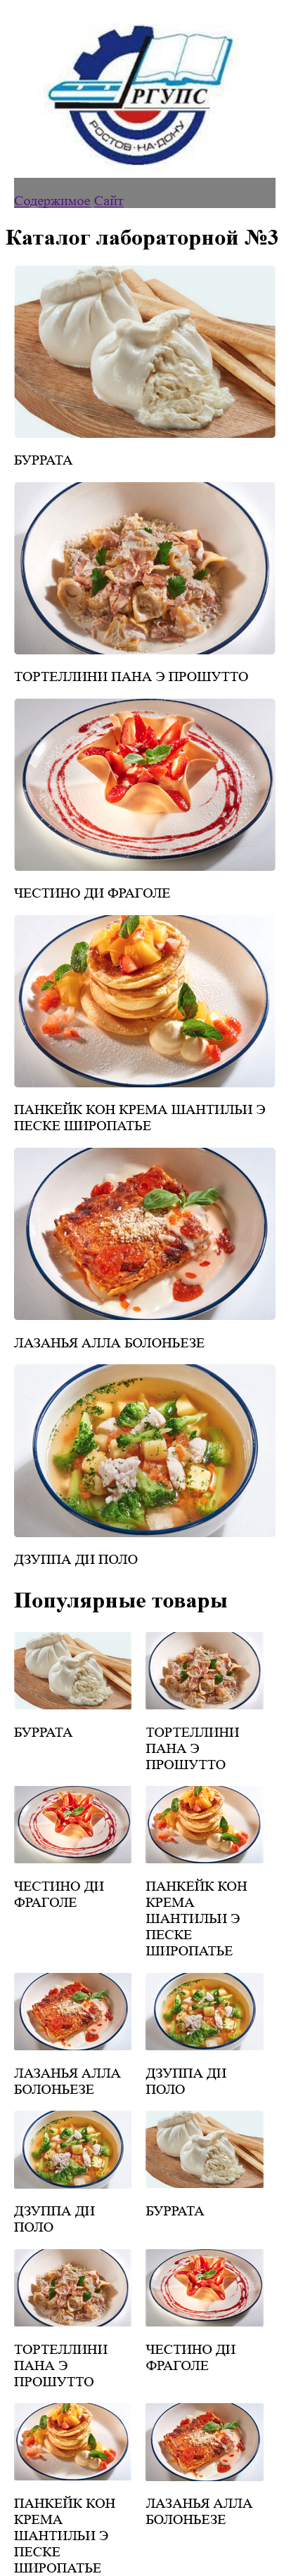 РГУПС
РОСТОВ-НА-ДОНУ
Содержимое Сайт
Каталог лабораторной №3
БУРРАТА
ТОРТЕЛЛИНИ ПАНА Э ПРОШУТТО
ЧЕСТИНО ДИ ФРАГОЛЕ
ПАНКЕЙК КОН КРЕМА ШАНТИЛЬИ Э
ПЕСКЕ ШИРОПАТЬЕ
ЛАЗАНЬЯ АЛЛА БОЛОНЬЕЗЕ
ДЗУППА ДИ ПОЛО
Популярные товары
БУРРАТА
ТОРТЕЛЛИНИ
ПАНА Э
ПРОШУТТО
ЧЕСТИНО ДИ
ФРАГОЛЕ
ПАНКЕЙК КОН
КРЕМА
ШАНТИЛЬИ Э
ПЕСКЕ
ШИРОПАТЬЕ
ЛАЗАНЬЯ АЛЛА
БОЛОНЬЕЗЕ
ДЗУППА ДИ
ПОЛО
ДЗУППА ДИ
ПОЛО
БУРРАТА
ТОРТЕЛЛИНИ
ПАНА Э
ПРОШУТТО
ЧЕСТИНО ДИ
ФРАГОЛЕ
ПАНКЕЙК КОН
КРЕМА
ШАНТИЛЬИ Э
ПЕСКЕ
ШИРОПАТЬЕ
ЛАЗАНЬЯ АЛЛА
БОЛОНЬЕЗЕ